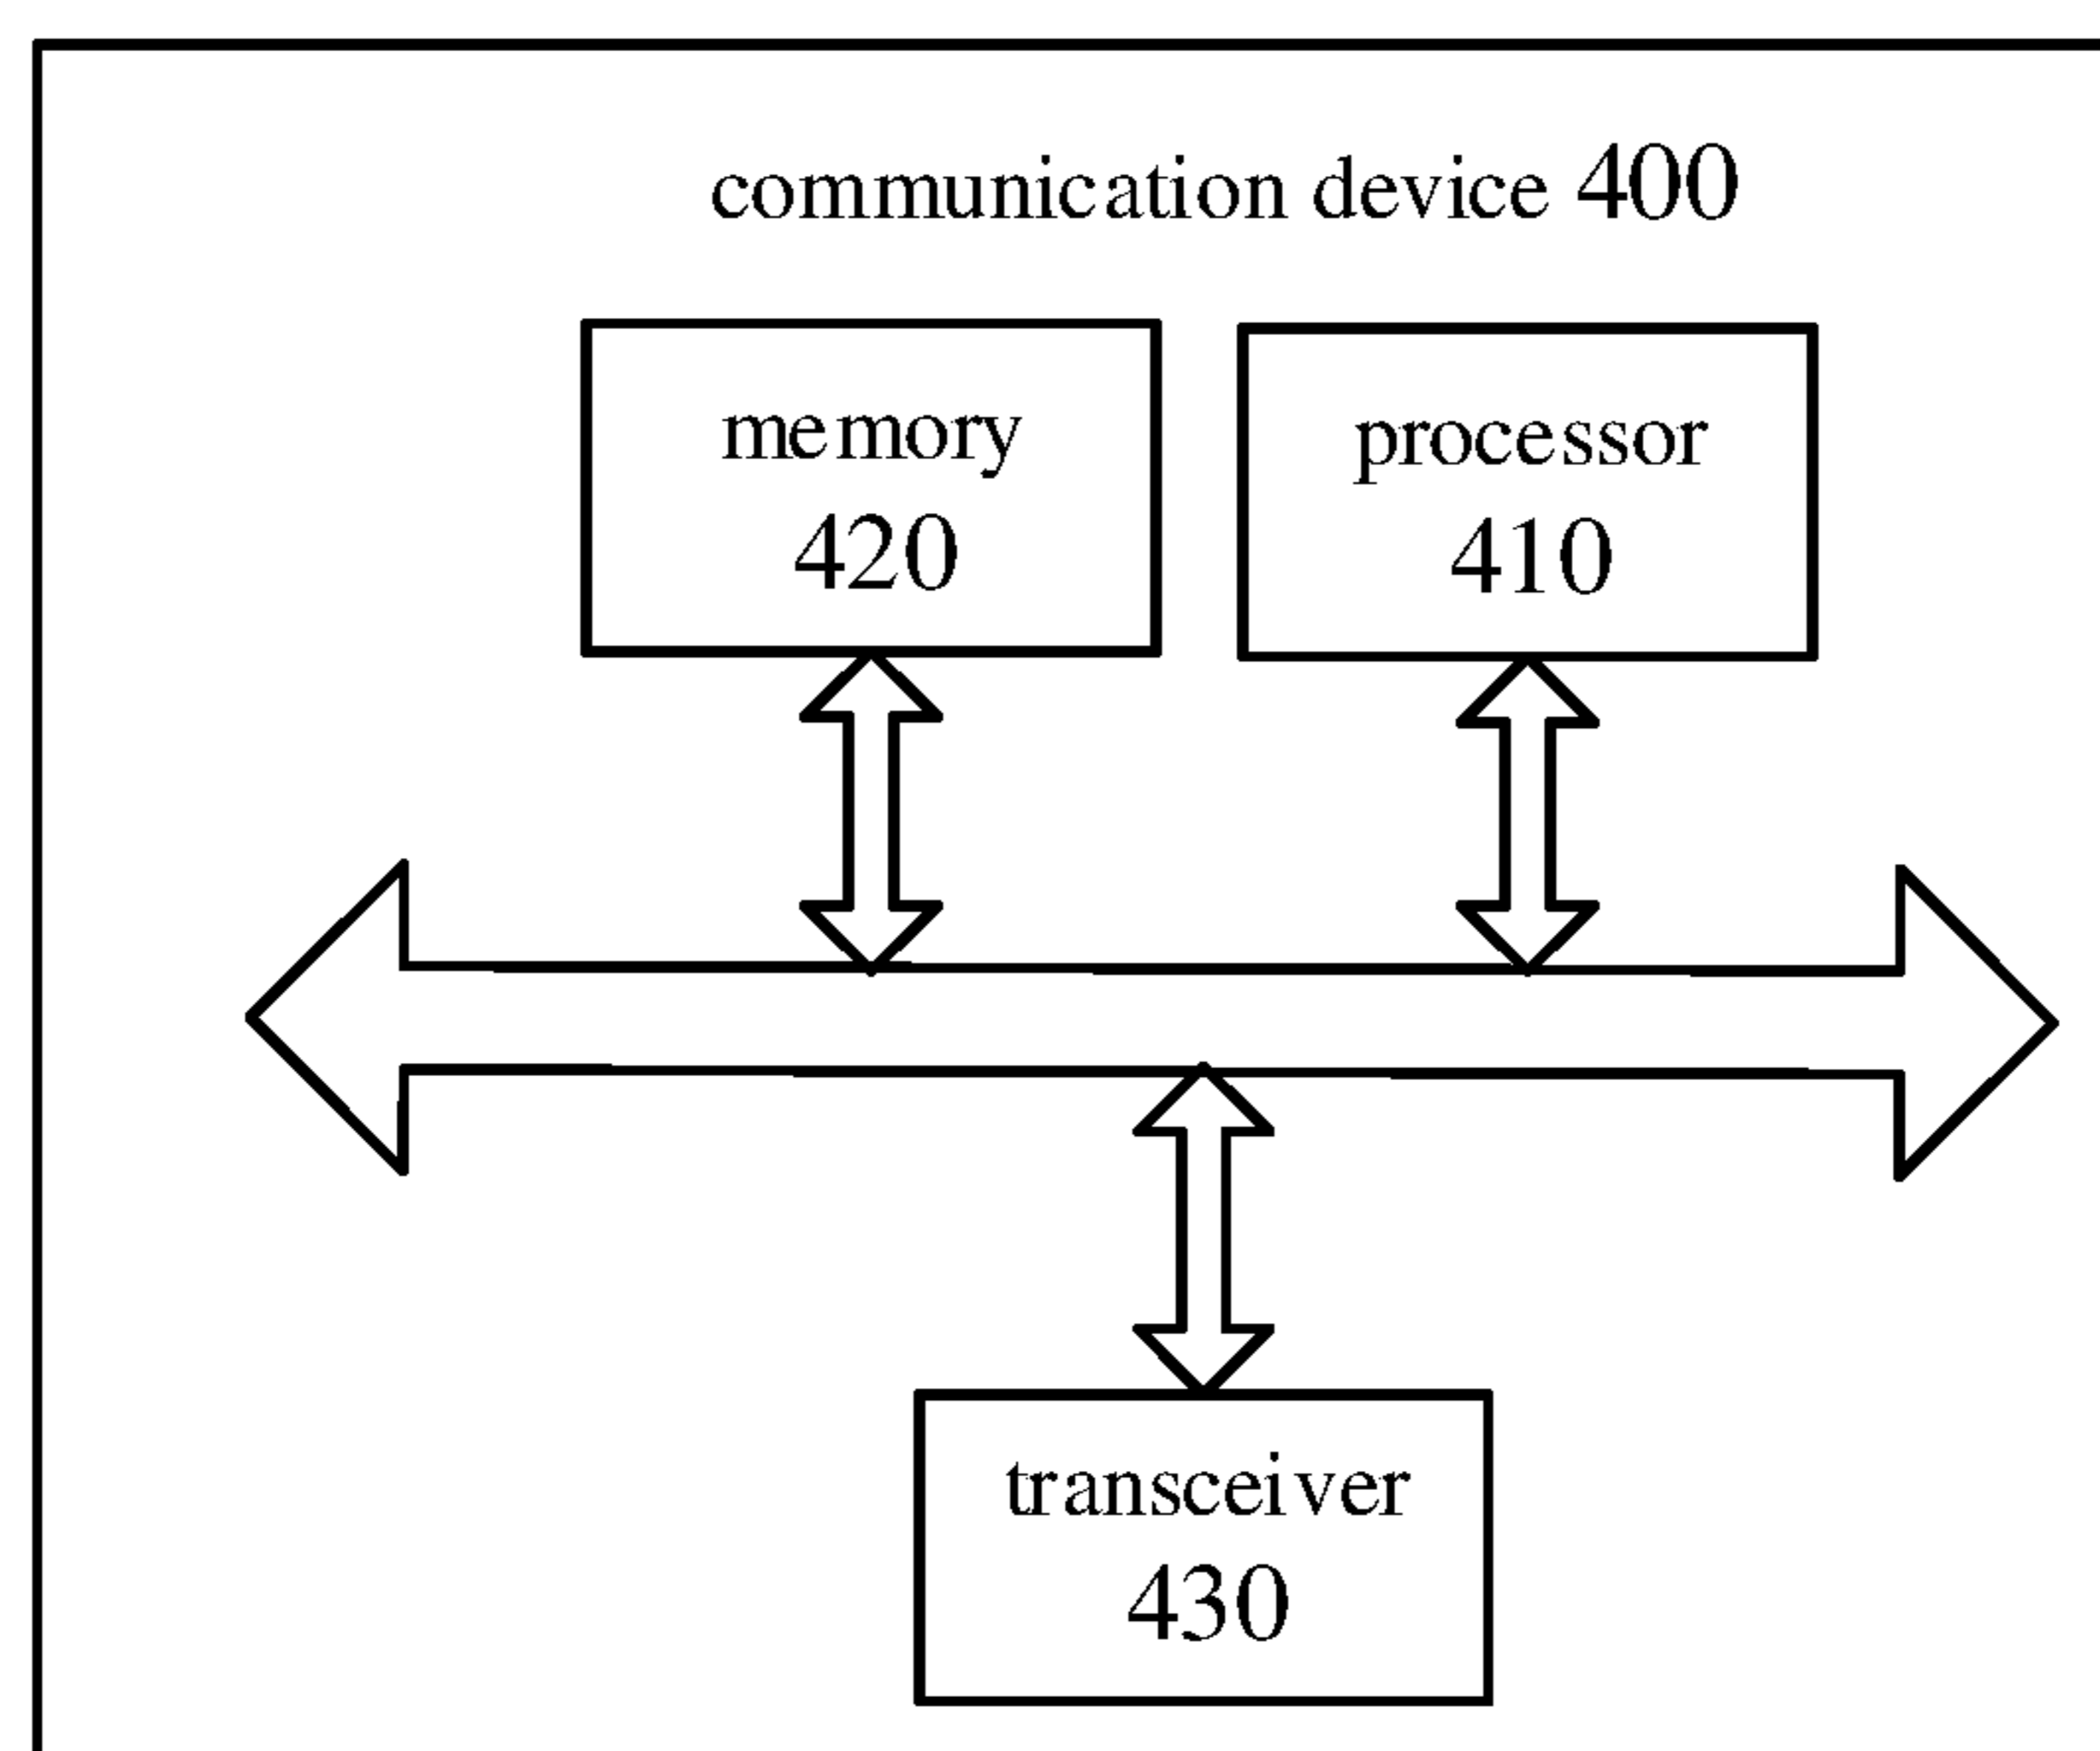 communication device 400
memory
420
processor
410
transceiver
430